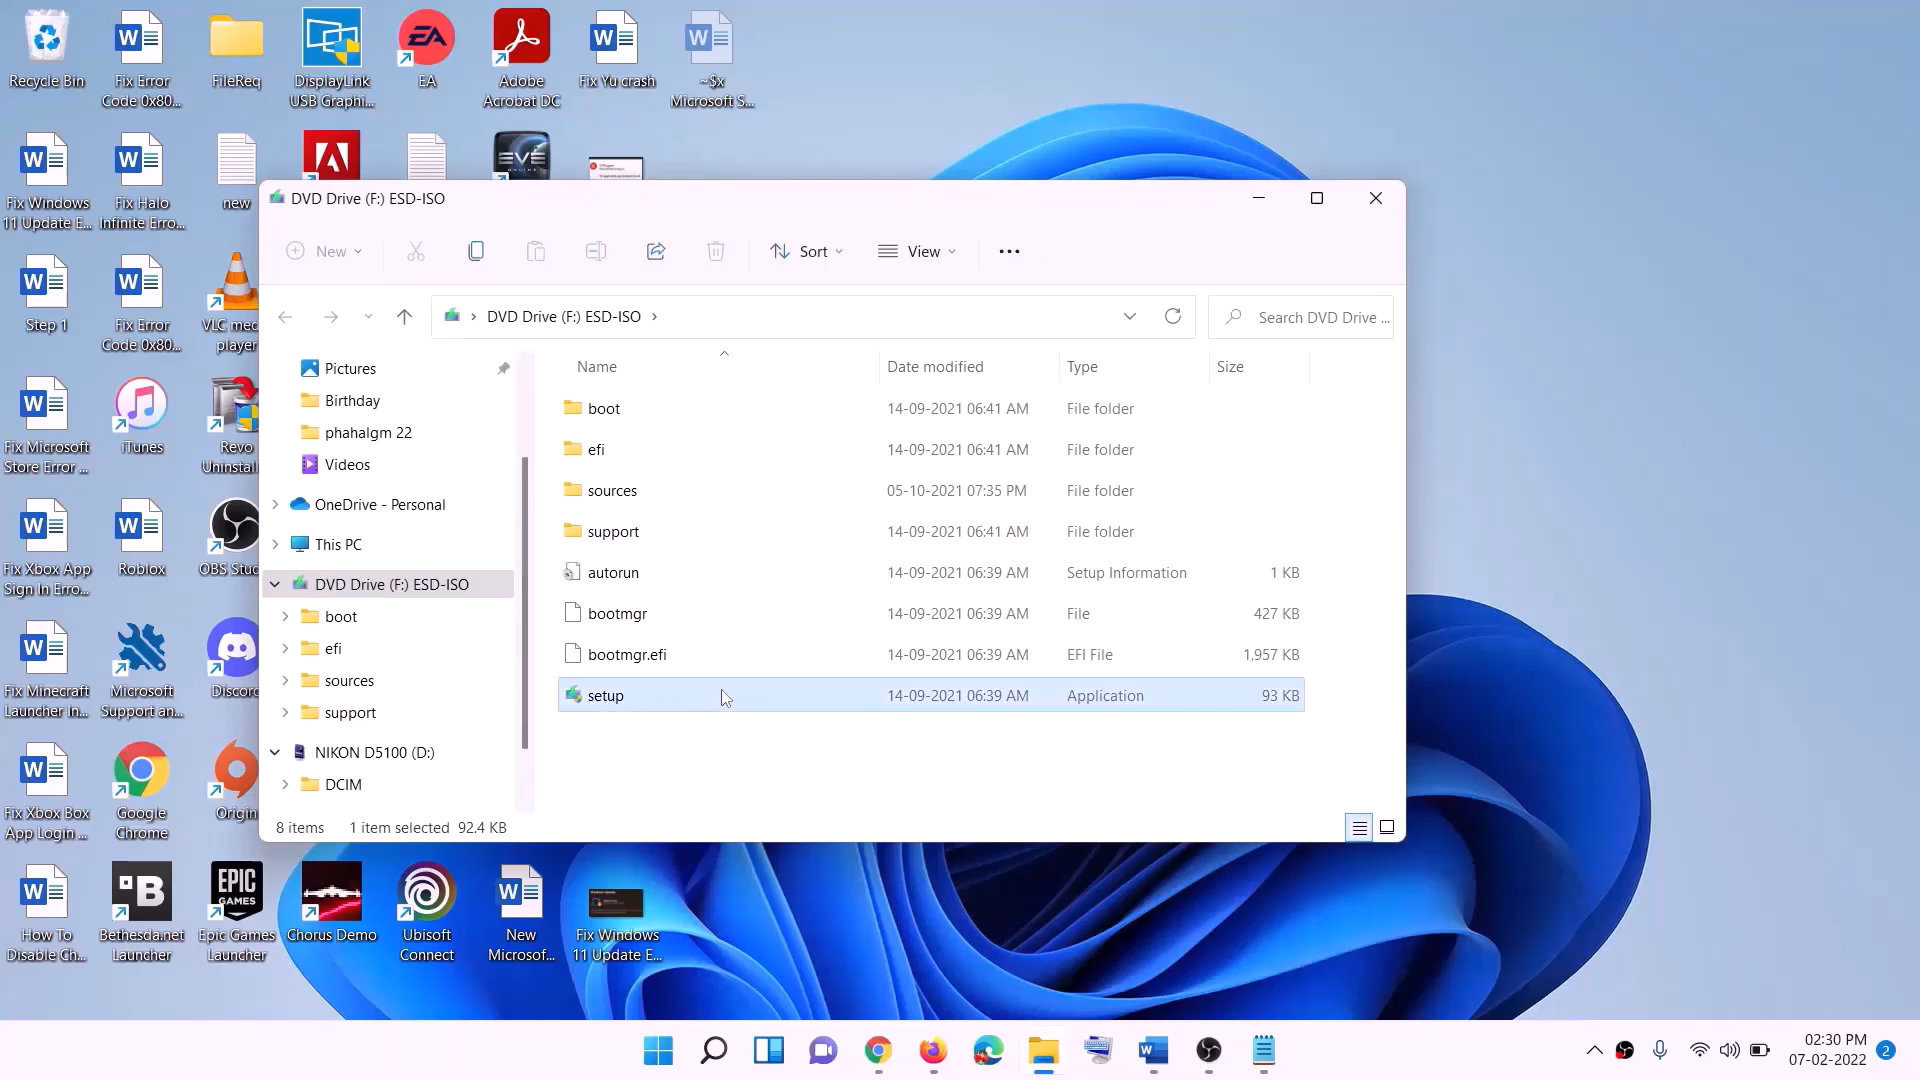 Recycle Bin
Fix Error
Code 0x80...
FileReq
DisplayLink
USB Graphi...
EA
Adobe
Acrobat DC
Fix Yu crash
~$x
Microsoft S...
Fix Windows
11 Update E...
Fix Halo
Infinite Erro...
new
EVE
ONLINE
Step 1
Fix Error
Code 0x80...
VLC med
player
Fix Microsoft
Store Error ...
iTunes
Revo
Uninstall
Fix Xbox App
Sign In Erro...
Roblox
OBS Stud
Fix Minecraft
Launcher In...
Microsoft
Support an...
Discord
Fix Xbox Box
App Login ...
Google
Chrome
Origin
How To
Disable Ch...
Bethesda.net
Launcher
EPIC
GAMES
Epic Games
Launcher
Chorus Demo
Ubisoft
Connect
New
Microsof...
Fix Windows
11 Update E...
DVD Drive (F:) ESD-ISO
New
Sort
View
DVD Drive (F:) ESD-ISO
Search DVD Drive ...
Pictures
Birthday
phahalgm 22
Videos
OneDrive - Personal
This PC
DVD Drive (F:) ESD-ISO
boot
efi
sources
support
NIKON D5100 (D:)
DCIM
Name Date modified Type Size
boot 14-09-2021 06:41 AM File folder
efi 14-09-2021 06:41 AM File folder
sources 05-10-2021 07:35 PM File folder
support 14-09-2021 06:41 AM File folder
autorun 14-09-2021 06:39 AM Setup Information 1 KB
bootmgr 14-09-2021 06:39 AM File 427 KB
bootmgr.efi 14-09-2021 06:39 AM EFI File 1,957 KB
setup 14-09-2021 06:39 AM Application 93 KB
8 items 1 item selected 92.4 KB
02:30 PM
07-02-2022
2